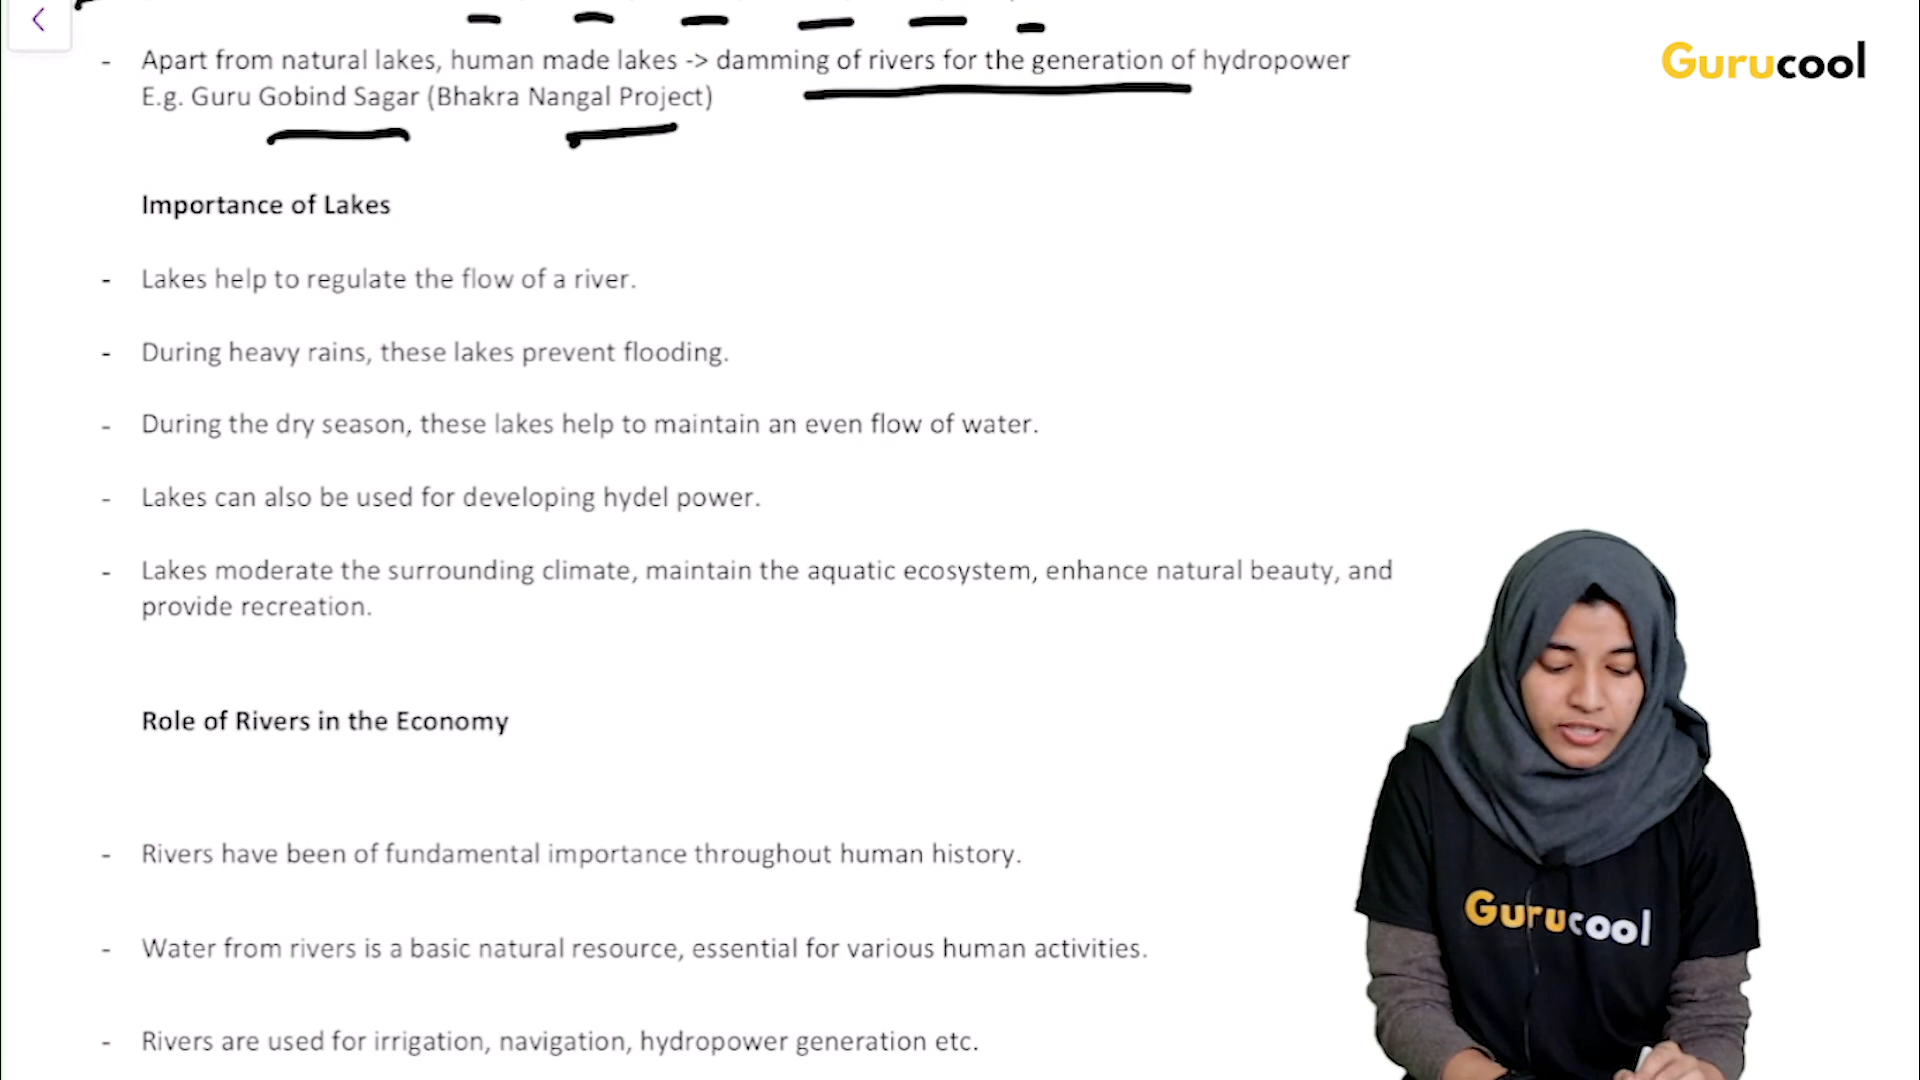 - Apart from natural lakes, human made lakes -> damming of rivers for the generation of hydropower
E.g. Guru Gobind Sagar (Bhakra Nangal Project)
Gurucool
Importance of Lakes
- Lakes help to regulate the flow of a river.
- During heavy rains, these lakes prevent flooding.
- During the dry season, these lakes help to maintain an even flow of water.
- Lakes can also be used for developing hydel power.
- Lakes moderate the surrounding climate, maintain the aquatic ecosystem, enhance natural beauty, and
provide recreation.
Role of Rivers in the Economy
- Rivers have been of fundamental importance throughout human history.
- Water from rivers is a basic natural resource, essential for various human activities.
- Rivers are used for irrigation, navigation, hydropower generation etc.
Gurucool